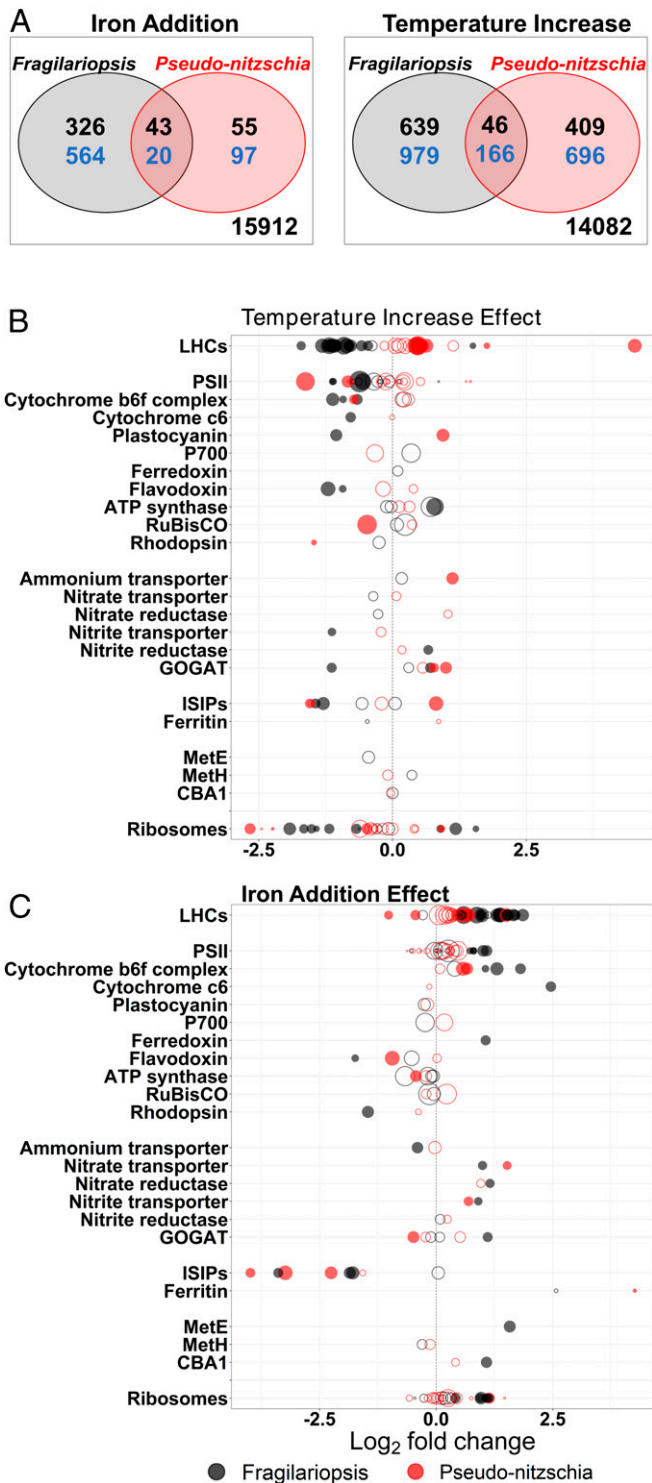 A
Iron Addition
Temperature Increase
Fragilariopsis Pseudo-nitzschia
Fragilariopsis Pseudo-nitzschia
326 43 55
564 20 97
15912
639 46 409
979 166 696
14082
B
Temperature Increase Effect
LHCs
PSII
Cytochrome b6f complex
Cytochrome c6
Plastocyanin
P700
Ferredoxin
Flavodoxin
ATP synthase
RuBisCO
Rhodopsin
Ammonium transporter
Nitrate transporter
Nitrate reductase
Nitrite transporter
Nitrite reductase
GOGAT
ISIPs
Ferritin
MetE
MetH
CBA1
Ribosomes
-2.5 0.0 2.5
C
Iron Addition Effect
LHCs
PSII
Cytochrome b6f complex
Cytochrome c6
Plastocyanin
P700
Ferredoxin
Flavodoxin
ATP synthase
RuBisCO
Rhodopsin
Ammonium transporter
Nitrate transporter
Nitrate reductase
Nitrite transporter
Nitrite reductase
GOGAT
ISIPs
Ferritin
MetE
MetH
CBA1
Ribosomes
-2.5 0.0 2.5
Log2 fold change
Fragilariopsis Pseudo-nitzschia